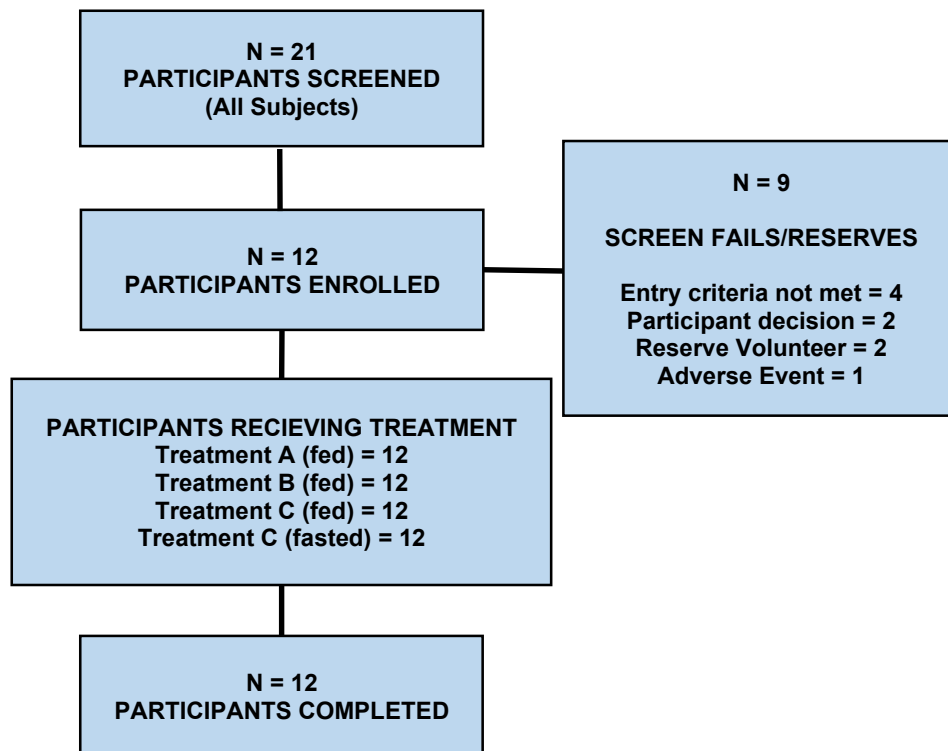 N = 21
PARTICIPANTS SCREENED
(All Subjects)
N = 12
PARTICIPANTS ENROLLED
N = 9
SCREEN FAILS/RESERVES
Entry criteria not met = 4
Participant decision = 2
Reserve Volunteer = 2
Adverse Event = 1
PARTICIPANTS RECIEVING TREATMENT
Treatment A (fed) = 12
Treatment B (fed) = 12
Treatment C (fed) = 12
Treatment C (fasted) = 12
N = 12
PARTICIPANTS COMPLETED